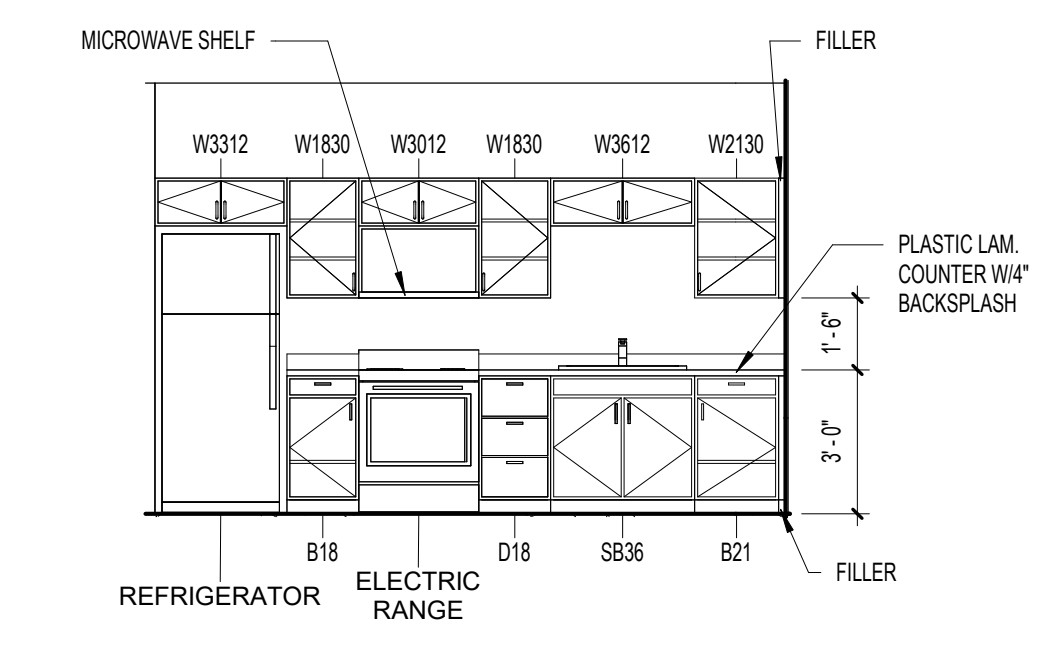 MICROWAVE SHELF
FILLER
W3312
W1830
W3012
W1830
W3612
W2130
PLASTIC LAM.
COUNTER W/4"
BACKSPLASH
1' - 6"
3' - 0"
B18
D18
SB36
B21
REFRIGERATOR
ELECTRIC
RANGE
FILLER